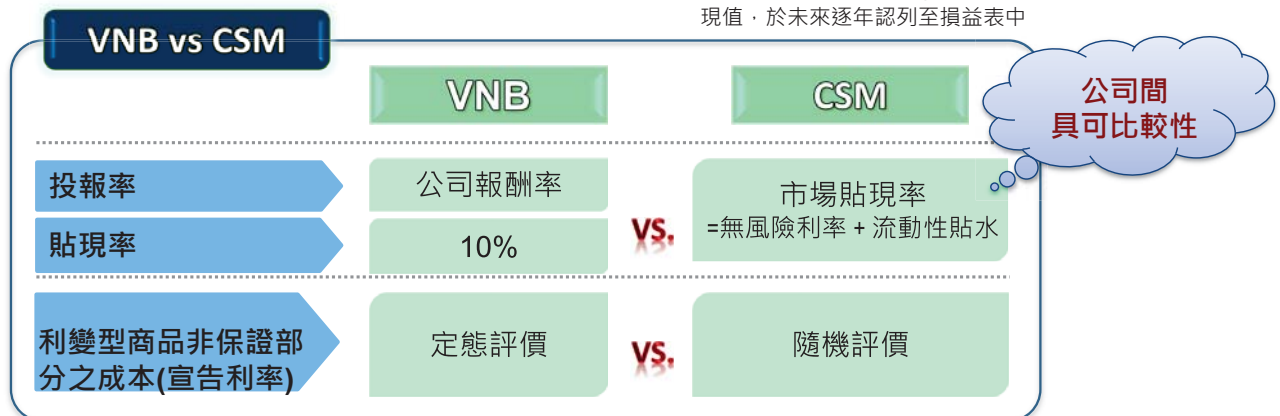 現值，於未來逐年認列至損益表中
VNB vs CSM
VNB
CSM
公司間
具可比較性
投報率
公司報酬率
貼現率
10%
vs.
市場貼現率
=無風險利率 + 流動性貼水
利變型商品非保證部
分之成本(宣告利率)
定態評價
vs.
隨機評價